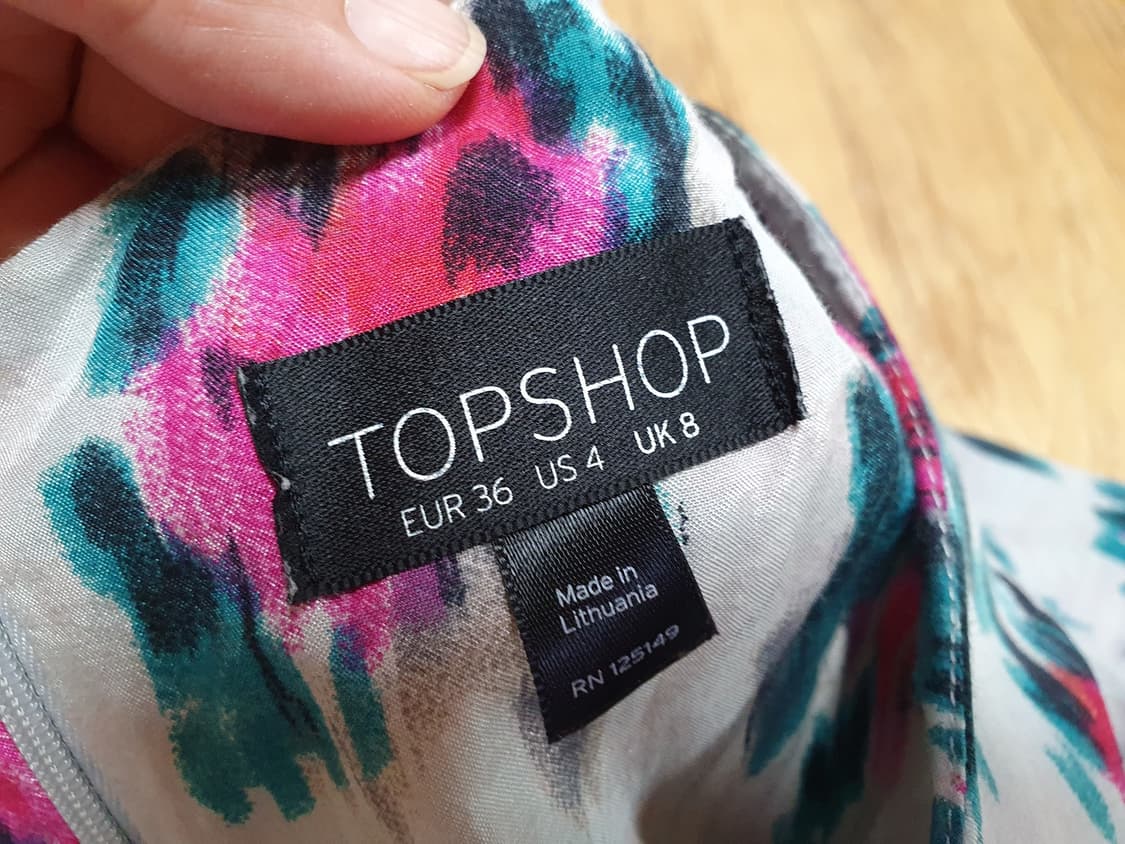 TOPSHOP
EUR 36 US 4 UK 8
Made in
Lithuania
RN 125149